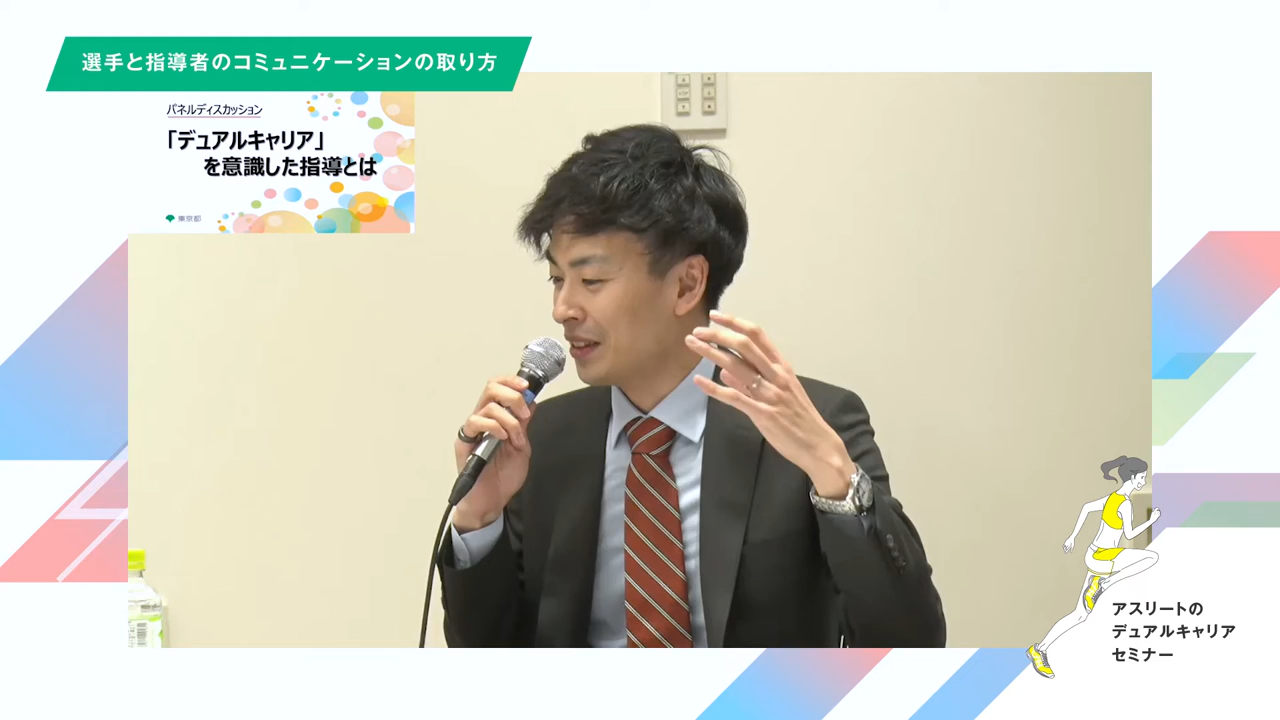 選手と指導者のコミュニケーションの取り方
パネルディスカッション
「デュアルキャリア」
を意識した指導とは
東京都
アスリートの
デュアルキャリア
セミナー